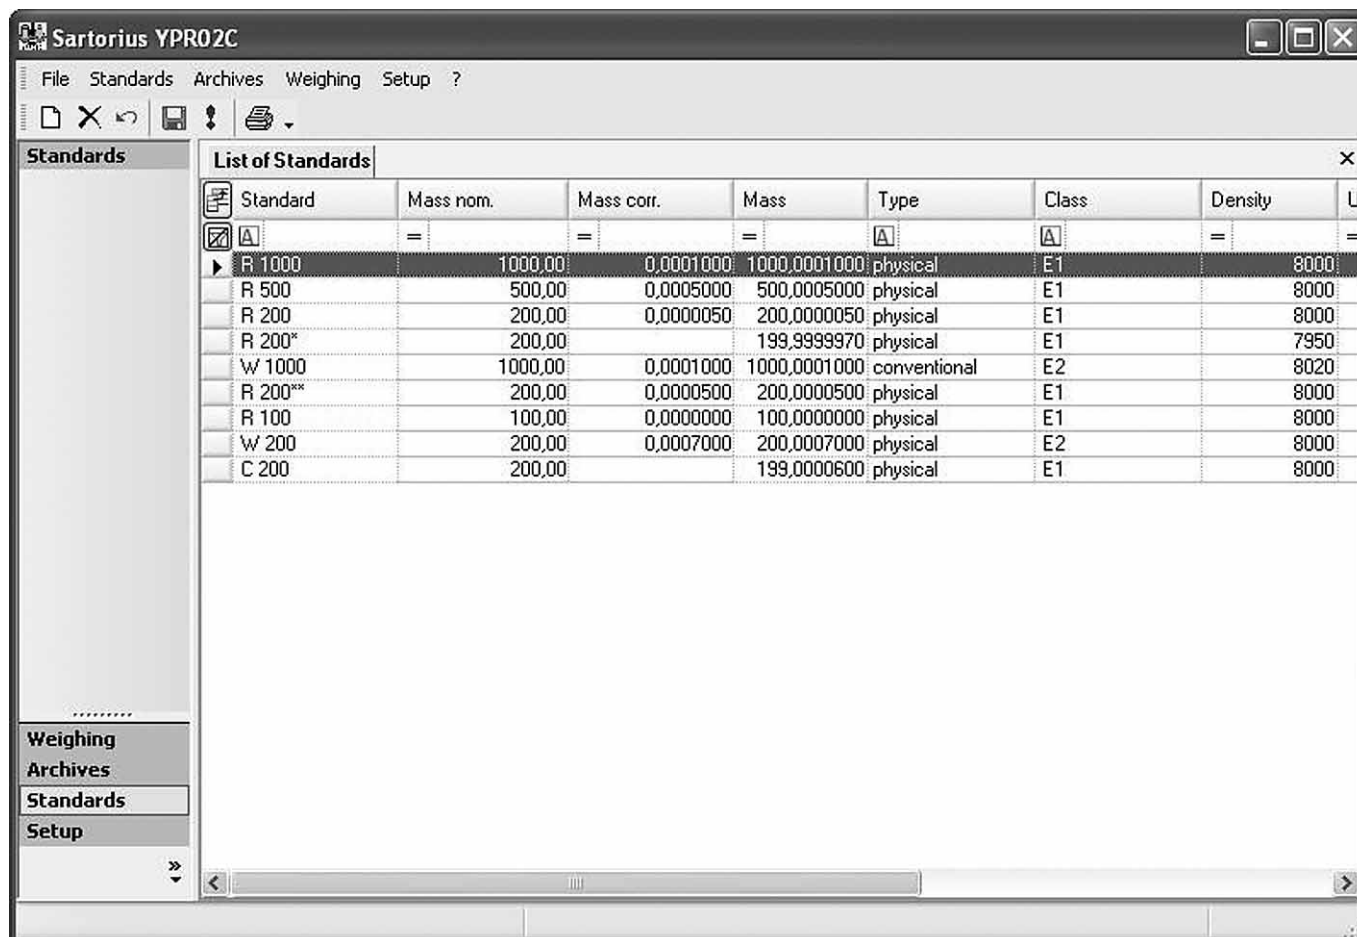 Sartorius YPR02C
File Standards Archives Weighing Setup ?
Standards
List of Standards
Standard Mass nom. Mass corr. Mass Type Class Density
A = = = A A = =
R 1000 1000,00 0,0001000 1000,0001000 physical E1 8000
R 500 500,00 0,0005000 500,0005000 physical E1 8000
R 200 200,00 0,0000050 200,0000050 physical E1 8000
R 200* 200,00 199,9999970 physical E1 7950
W 1000 1000,00 0,0001000 1000,0001000 conventional E2 8020
R 200** 200,00 0,0000500 200,0000500 physical E1 8000
R 100 100,00 0,0000000 100,0000000 physical E1 8000
W 200 200,00 0,0007000 200,0007000 physical E2 8000
C 200 200,00 199,0000600 physical E1 8000
Weighing
Archives
Standards
Setup